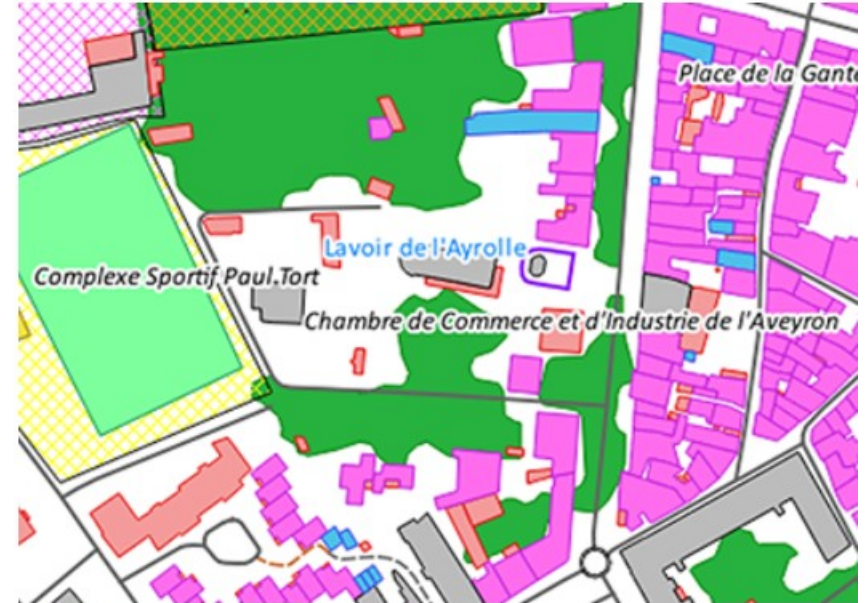 Place de la Gante
Lavoir de l'Ayrolle
Complexe Sportif Paul Tort
Chambre de Commerce et d'Industrie de l'Aveyron